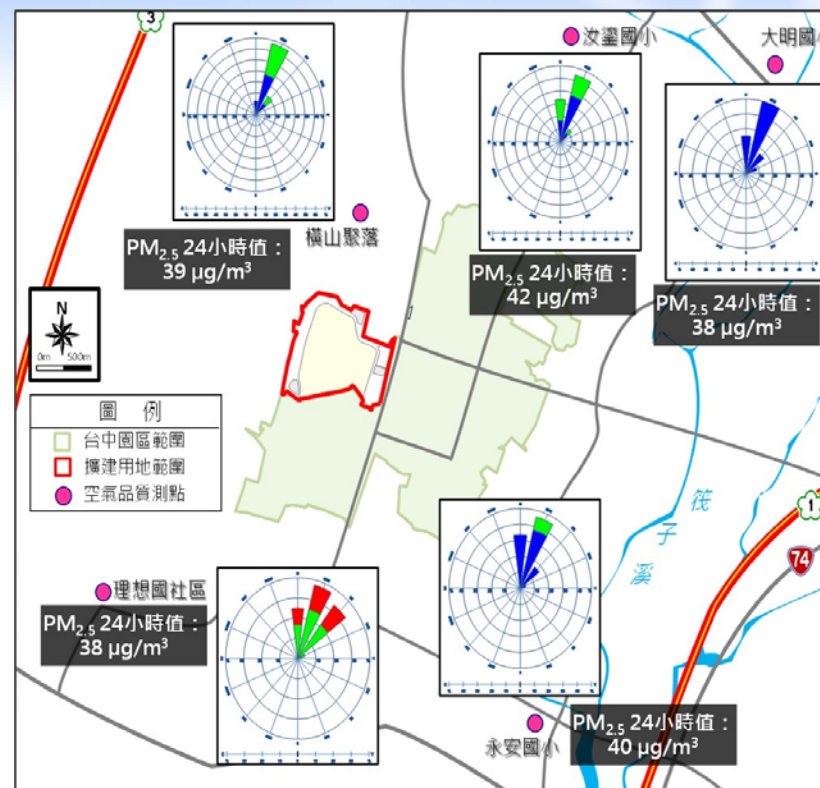 3
汝鎏國小
大明國小
橫山聚落
PM2.5 24小時值：
39 μg/m³
PM2.5 24小時值：
42 μg/m³
PM2.5 24小時值：
38 μg/m³
N
0m 500m
圖 例
台中園區範圍
擴建用地範圍
空氣品質測點
筏子溪
1
74
理想國社區
PM2.5 24小時值：
38 μg/m³
永安國小
PM2.5 24小時值：
40 μg/m³